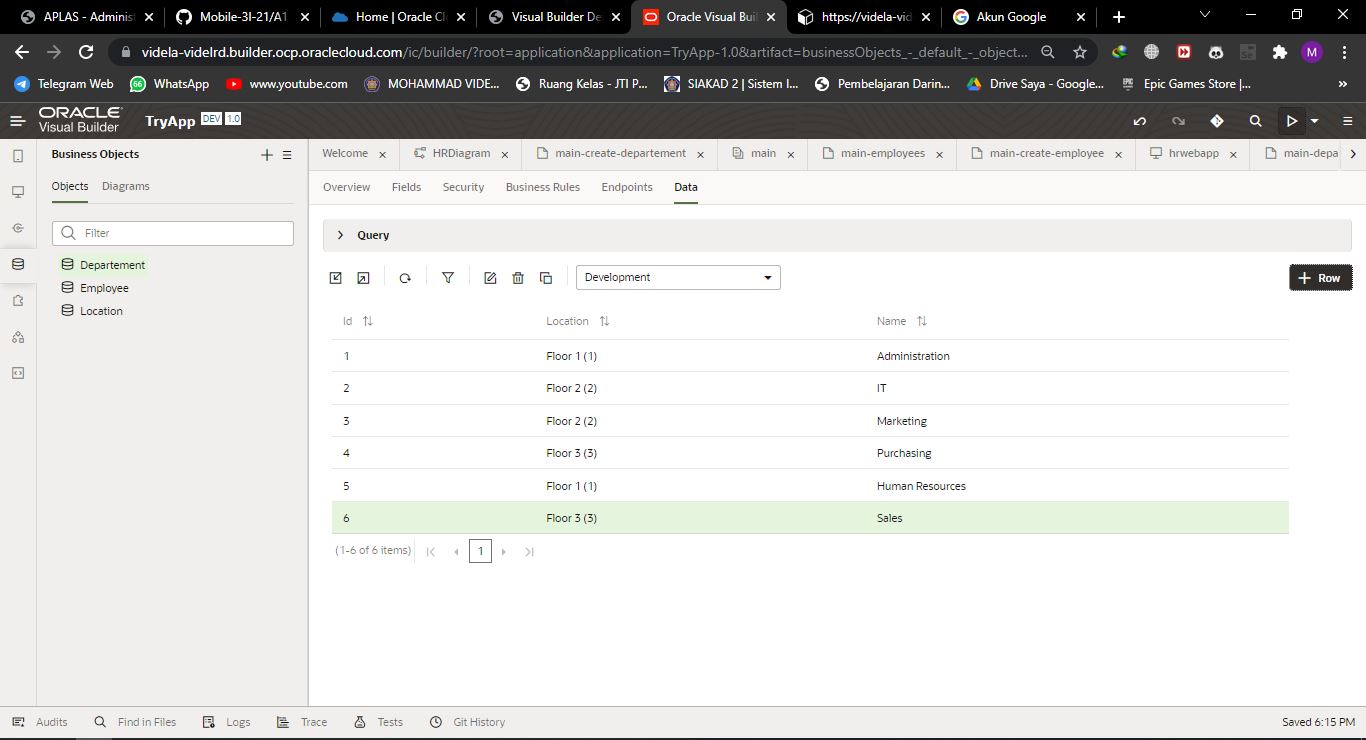 APLAS - Adminis
Mobile-3I-21/A1
Home | Oracle Cl
Visual Builder De
Oracle Visual Buil
https://videla-vid
Akun Google
videla-videlrd.builder.ocp.oraclecloud.com/ic/builder/?root=application&application=TryApp-1.0&artifact=businessObjects_-_default_-_object...
M
Telegram Web
66
WhatsApp
www.youtube.com
MOHAMMAD VIDE...
Ruang Kelas - JTI P...
SIAKAD 2 | Sistem I...
Pembelajaran Darin...
Drive Saya - Google...
Epic Games Store |...
ORACLE
Visual Builder
TryApp DEV 1.0
Business Objects
Welcome
HRDiagram
main-create-departement
main
main-employees
main-create-employee
hrwebapp
main-depa
Objects
Diagrams
Overview
Fields
Security
Business Rules
Endpoints
Data
Filter
Query
Departement
Employee
Location
Development
Row
Id
Location
Name
1 Floor 1 (1) Administration
2 Floor 2 (2) IT
3 Floor 2 (2) Marketing
4 Floor 3 (3) Purchasing
5 Floor 1 (1) Human Resources
6 Floor 3 (3) Sales
(1-6 of 6 items)
1
Audits
Find in Files
Logs
Trace
Tests
Git History
Saved 6:15 PM